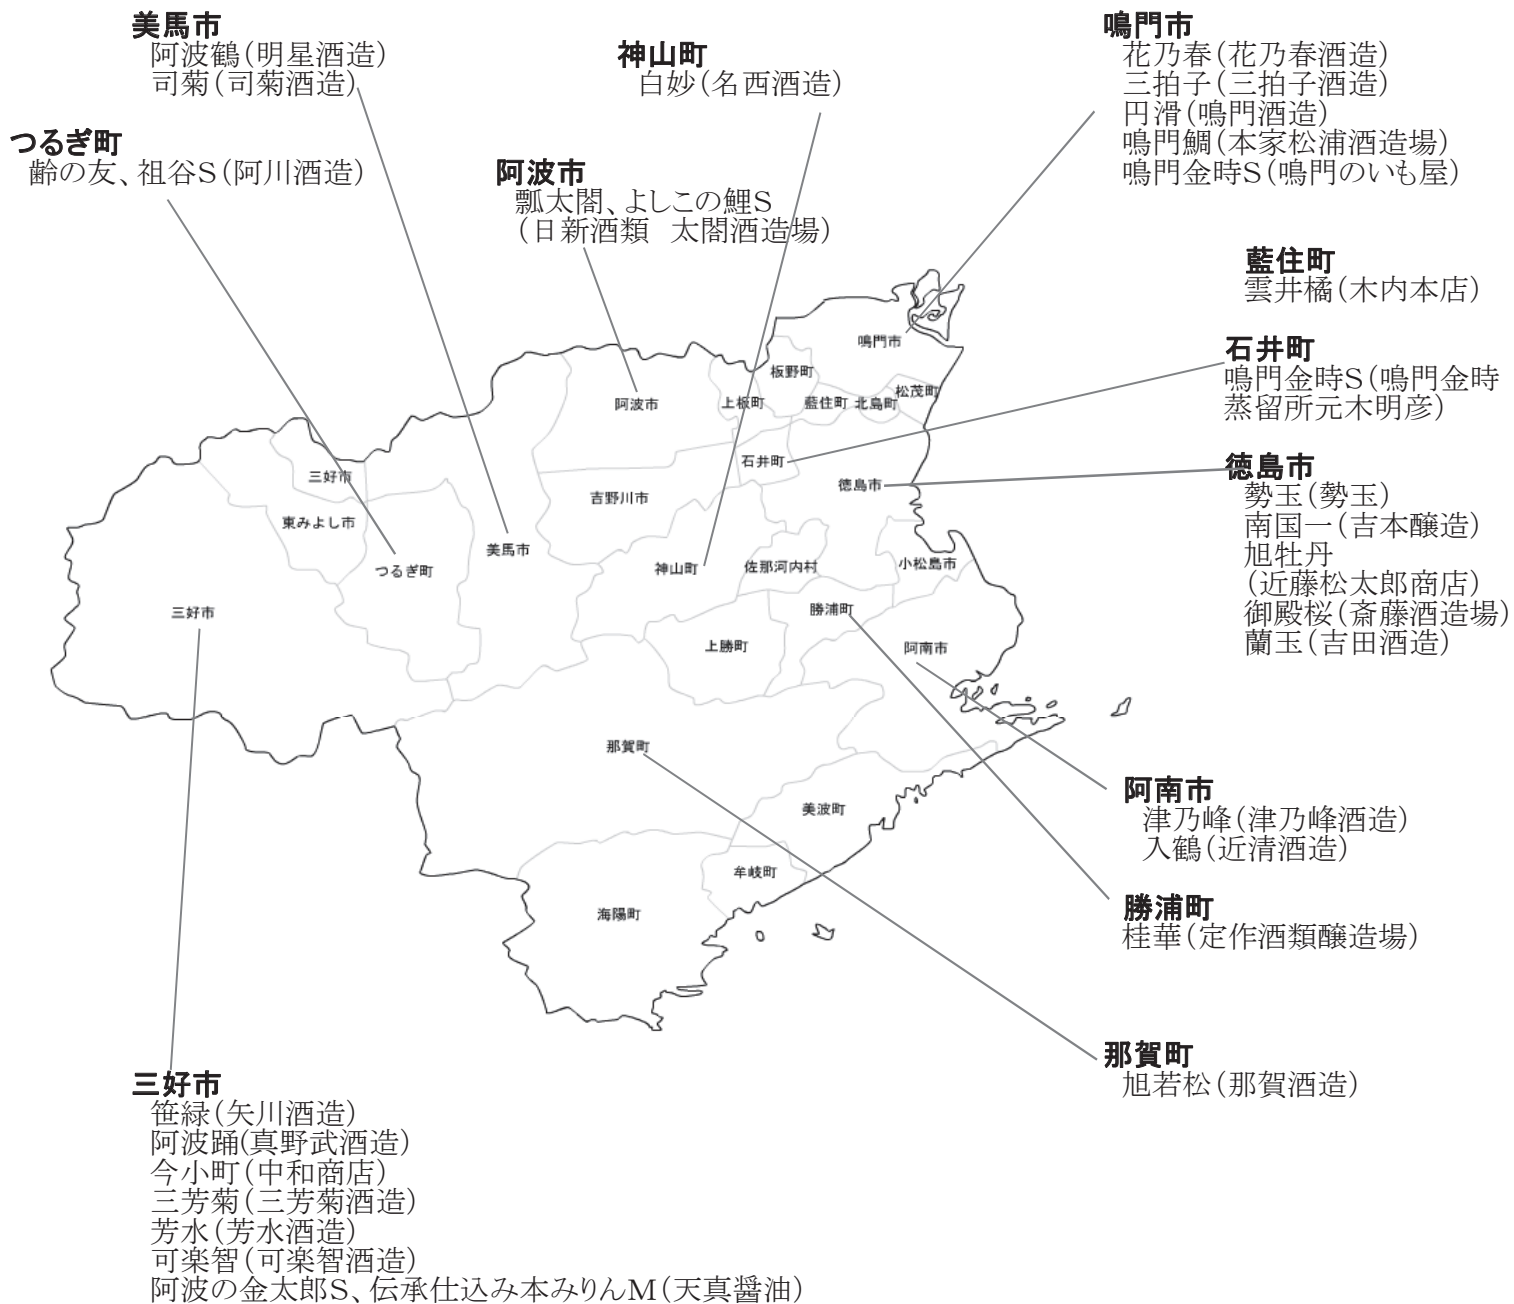 美馬市
阿波鶴(明星酒造)
司菊(司菊酒造)
神山町
白妙(名西酒造)
鳴門市
花乃春(花乃春酒造)
三拍子(三拍子酒造)
円滑(鳴門酒造)
鳴門鯛(本家松浦酒造場)
鳴門金時S(鳴門のいも屋)
つるぎ町
齢の友、祖谷S(阿川酒造)
阿波市
瓢太閤、よしこの鯉S
(日新酒類 太閤酒造場)
藍住町
雲井橘(木内本店)
石井町
鳴門金時S(鳴門金時
蒸留所元木明彦)
徳島市
勢玉(勢玉)
南国一(吉本醸造)
旭牡丹
(近藤松太郎商店)
御殿桜(斎藤酒造場)
蘭玉(吉田酒造)
鳴門市
板野町
松茂町
阿波市
上板町
藍住町
北島町
石井町
三好市
徳島市
吉野川市
東みよし市
美馬市
つるぎ町
神山町
佐那河内村
小松島市
三好市
勝浦町
上勝町
阿南市
那賀町
美波町
牟岐町
海陽町
阿南市
津乃峰(津乃峰酒造)
入鶴(近清酒造)
勝浦町
桂華(定作酒類醸造場)
那賀町
旭若松(那賀酒造)
三好市
笹緑(矢川酒造)
阿波踊(真野武酒造)
今小町(中和商店)
三芳菊(三芳菊酒造)
芳水(芳水酒造)
可楽智(可楽智酒造)
阿波の金太郎S、伝承仕込み本みりんM(天真醤油)